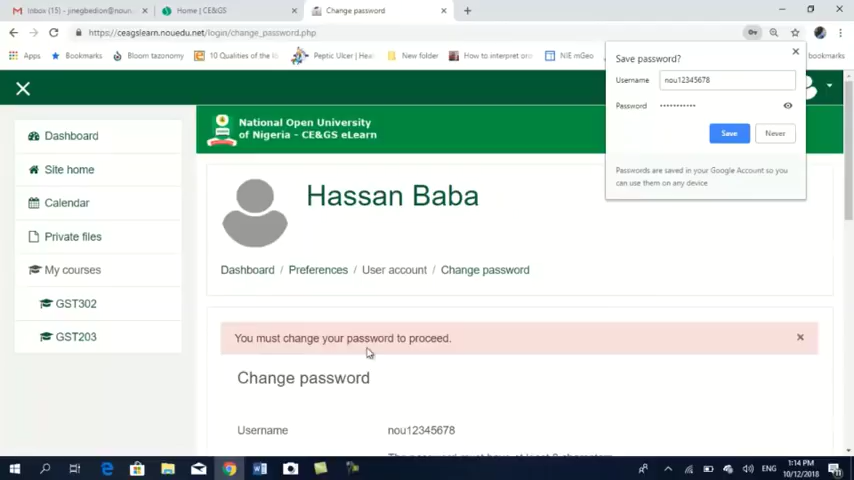 Inbox (15) - jinegbedion@noun.
Home | CE&GS
Change password
https://ceagslearn.nouedu.net/login/change_password.php
Apps
Bookmarks
Bloom taxonomy
10 Qualities of the Id
Peptic Ulcer | Hea
New folder
How to interpret and
NIE mGeo
bookmarks
Save password?
Username
nou12345678
Password
•••••••••••
Save
Never
Passwords are saved in your Google Account so you
can use them on any device
Dashboard
Site home
Calendar
Private files
My courses
GST302
GST203
National Open University
of Nigeria - CE&GS eLearn
Hassan Baba
Dashboard / Preferences / User account / Change password
You must change your password to proceed.
Change password
Username
nou12345678
ENG
1:14 PM
10/12/2018